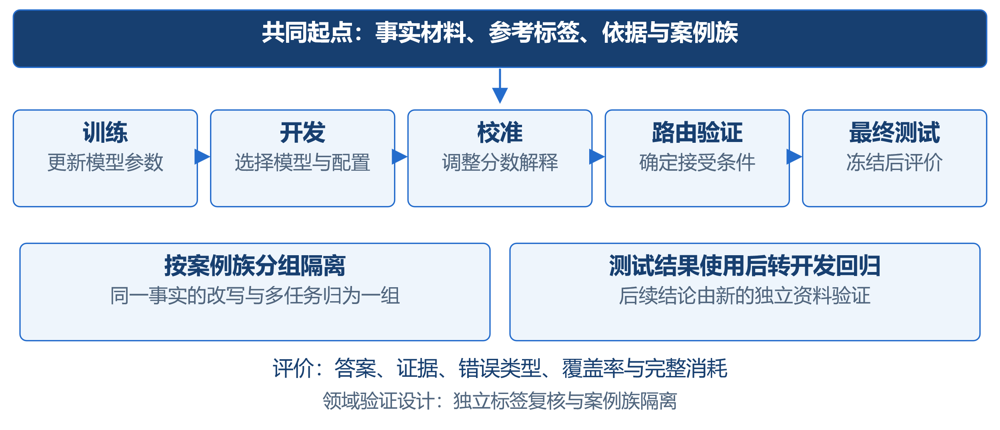 共同起点：事实材料、参考标签、依据与案例族
训练
更新模型参数
开发
选择模型与配置
校准
设置分数解释
路由验证
确定接受条件
最终测试
冻结后评价
按案例族分组隔离
同一事实的改写与多任务归为一组
测试结果使用后转开发回归
后续结论由新的独立资料验证
评价：答案、证据、错误类型、覆盖率与完整消耗
领域验证设计：独立标签复核与案例族隔离